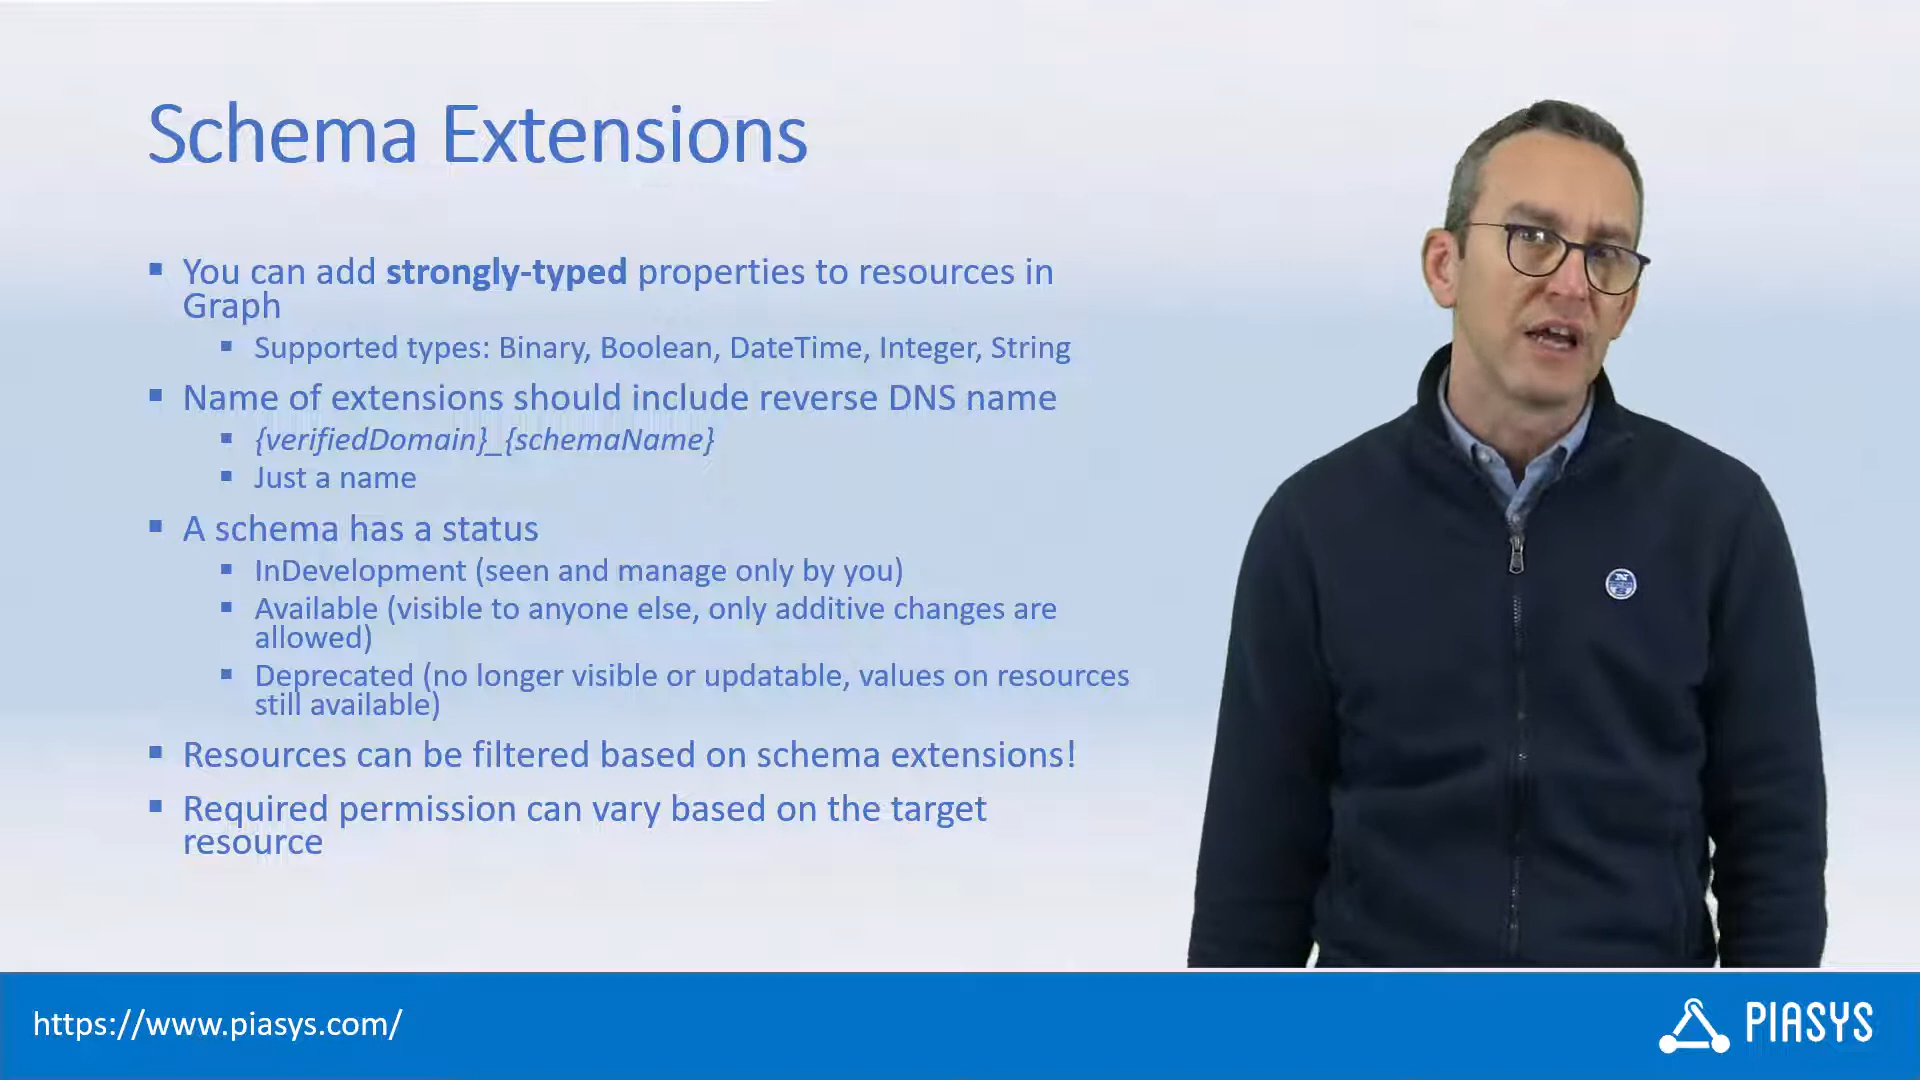 Schema Extensions
You can add strongly-typed properties to resources in
Graph
Supported types: Binary, Boolean, DateTime, Integer, String
Name of extensions should include reverse DNS name
{verifiedDomain}_{schemaName}
Just a name
A schema has a status
InDevelopment (seen and manage only by you)
Available (visible to anyone else, only additive changes are
allowed)
Deprecated (no longer visible or updatable, values on resources
still available)
Resources can be filtered based on schema extensions!
Required permission can vary based on the target
resource
N
S
https://www.piasys.com/
PIASYS